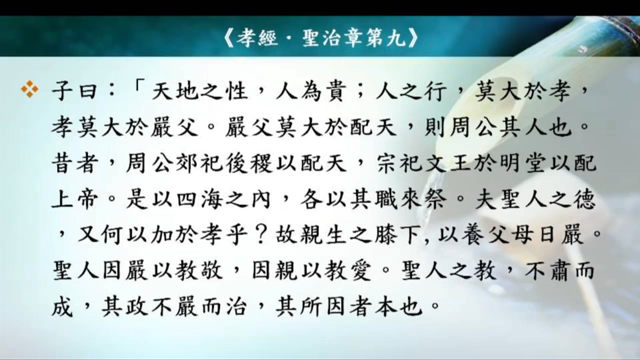 《孝經．聖治章第九》
子曰：「天地之性，人為貴；人之行，莫大於孝，
孝莫大於嚴父。嚴父莫大於配天，則周公其人也。
昔者，周公郊祀後稷以配天，宗祀文王於明堂以配
上帝。是以四海之內，各以其職來祭。夫聖人之德
，又何以加於孝乎？故親生之膝下，以養父母日嚴。
聖人因嚴以教敬，因親以教愛。聖人之教，不肅而
成，其政不嚴而治，其所因者本也。